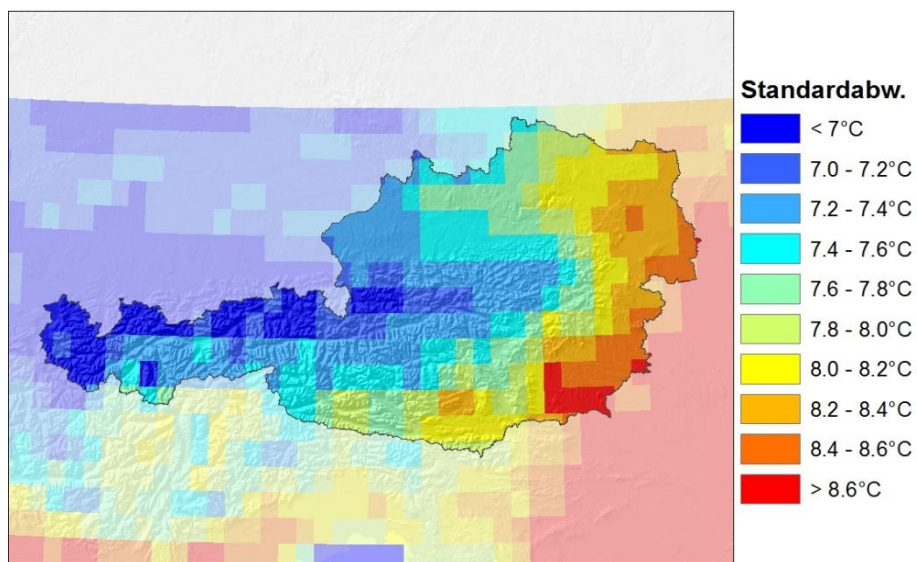 Standardabw.
< 7°C
7.0 - 7.2°C
7.2 - 7.4°C
7.4 - 7.6°C
7.6 - 7.8°C
7.8 - 8.0°C
8.0 - 8.2°C
8.2 - 8.4°C
8.4 - 8.6°C
> 8.6°C